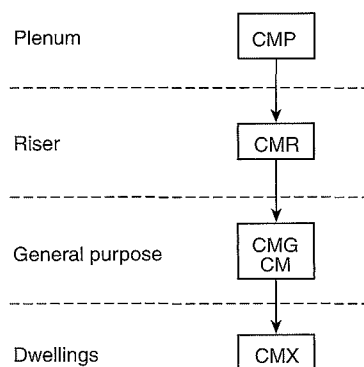 Plenum CMP
Riser CMR
General purpose CMG
CM
Dwellings CMX